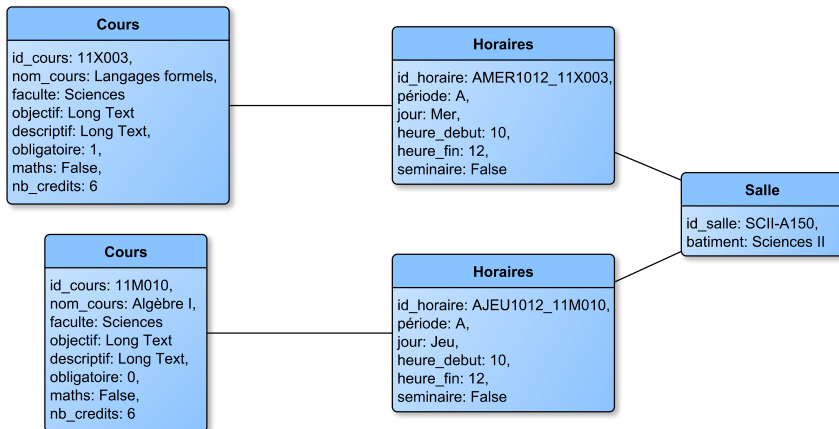 Cours
id_cours: 11X003,
nom_cours: Langages formels,
faculte: Sciences
objectif: Long Text
descriptif: Long Text,
obligatoire: 1,
maths: False,
nb_credits: 6
Horaires
id_horaire: AMER1012_11X003,
période: A,
jour: Mer,
heure_debut: 10,
heure_fin: 12,
seminaire: False
Salle
id_salle: SCII-A150,
batiment: Sciences II
Cours
id_cours: 11M010,
nom_cours: Algèbre I,
faculte: Sciences
objectif: Long Text
descriptif: Long Text,
obligatoire: 0,
maths: False,
nb_credits: 6
Horaires
id_horaire: AJEU1012_11M010,
période: A,
jour: Jeu,
heure_debut: 10,
heure_fin: 12,
seminaire: False